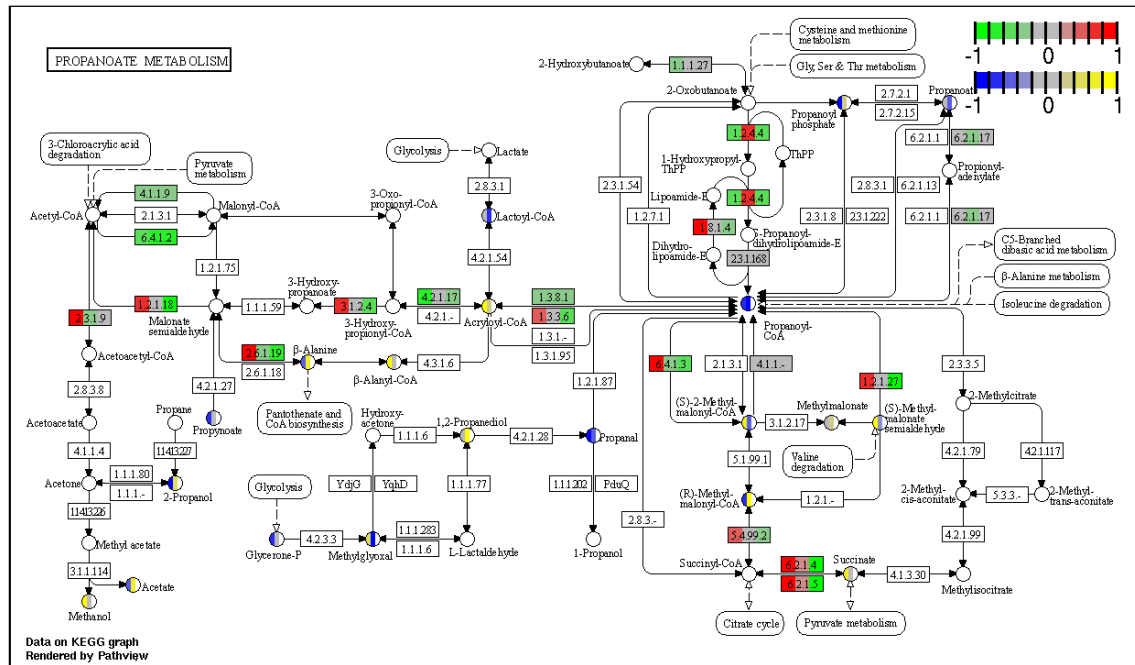 PROPANOATE METABOLISM
Cysteine and methionine
metabolism
2-Hydroxybutanoate
1.1.1.27
Gly, Ser & Thr metabolism
-1 0 1
-1 0 1
2-Oxobutanoate
2.7.2.1
Propanoate
Propanoyl
phosphate
2.7.2.15
3-Chloroacrylic acid
degradation
Pyruvate
metabolism
Glycolysis
Lactate
1.2.4.4
6.2.1.1
6.2.1.17
ThPP
1-Hydroxypropyl-
ThPP
2.8.3.1
Propionyl-
adenylate
4.1.1.9
3-Oxo-
propionyl-CoA
2.3.1.54
Lipoamide-E
1.2.4.4
2.8.3.1
6.2.1.13
Acetyl-CoA
2.1.3.1
Malonyl-CoA
Lactoyl-CoA
1.2.7.1
1.8.1.4
2.3.1.8
2.3.1.222
6.2.1.1
6.2.1.17
6.4.1.2
S-Propanoyl-
dihydrolipoamide-E
C5-Branched
dibasic acid metabolism
4.2.1.54
Dihydro-
lipoamide-E
2.3.1.168
1.2.1.75
β-Alanine metabolism
3-Hydroxy-
propanoate
1.2.1.18
1.1.1.59
3.1.2.4
4.2.1.17
1.3.8.1
Isoleucine degradation
2.3.1.9
Malonate
semialdehyde
3-Hydroxy-
propionyl-CoA
4.2.1.-
Acryloyl-CoA
1.3.3.6
Propanoyl-CoA
1.3.1.-
1.3.1.95
Acetoacetyl-CoA
2.6.1.19
β-Alanine
2.6.1.18
β-Alanyl-CoA
4.3.1.6
6.4.1.3
2.1.3.1
4.1.1.-
2.3.3.5
2.8.3.8
4.2.1.27
1.2.1.87
1.2.1.27
Acetoacetate
Propane
Propynoate
Pantothenate and
CoA biosynthesis
Hydroxy-
acetone
1,2-Propanediol
(S)-2-Methyl-
malonyl-CoA
Methylmalonate
(S)-Methyl-
malonate
semialdehyde
2-Methylcitrate
1.1.1.6
4.2.1.28
Propanal
3.1.2.17
4.1.1.4
1.14.13.227
Valine
degradation
4.2.1.79
4.2.1.117
5.1.99.1
Acetone
1.1.1.80
1.1.1.-
2-Propanol
Glycolysis
YdjG
YqhD
1.1.1.77
1.1.1.202
PduQ
(R)-Methyl-
malonyl-CoA
1.2.1.-
2-Methyl-
cis-aconitate
5.3.3.-
2-Methyl-
trans-aconitate
1.14.13.226
2.8.3.-
Methyl acetate
Glycerone-P
4.2.3.3
Methylglyoxal
1.1.1.283
1.1.1.6
L-Lactaldehyde
1-Propanol
5.4.99.2
4.2.1.99
3.1.1.114
Succinyl-CoA
6.2.1.4
6.2.1.5
Succinate
4.1.3.30
Methylisocitrate
Acetate
Methanol
Citrate cycle
Pyruvate metabolism
Data on KEGG graph
Rendered by Pathview